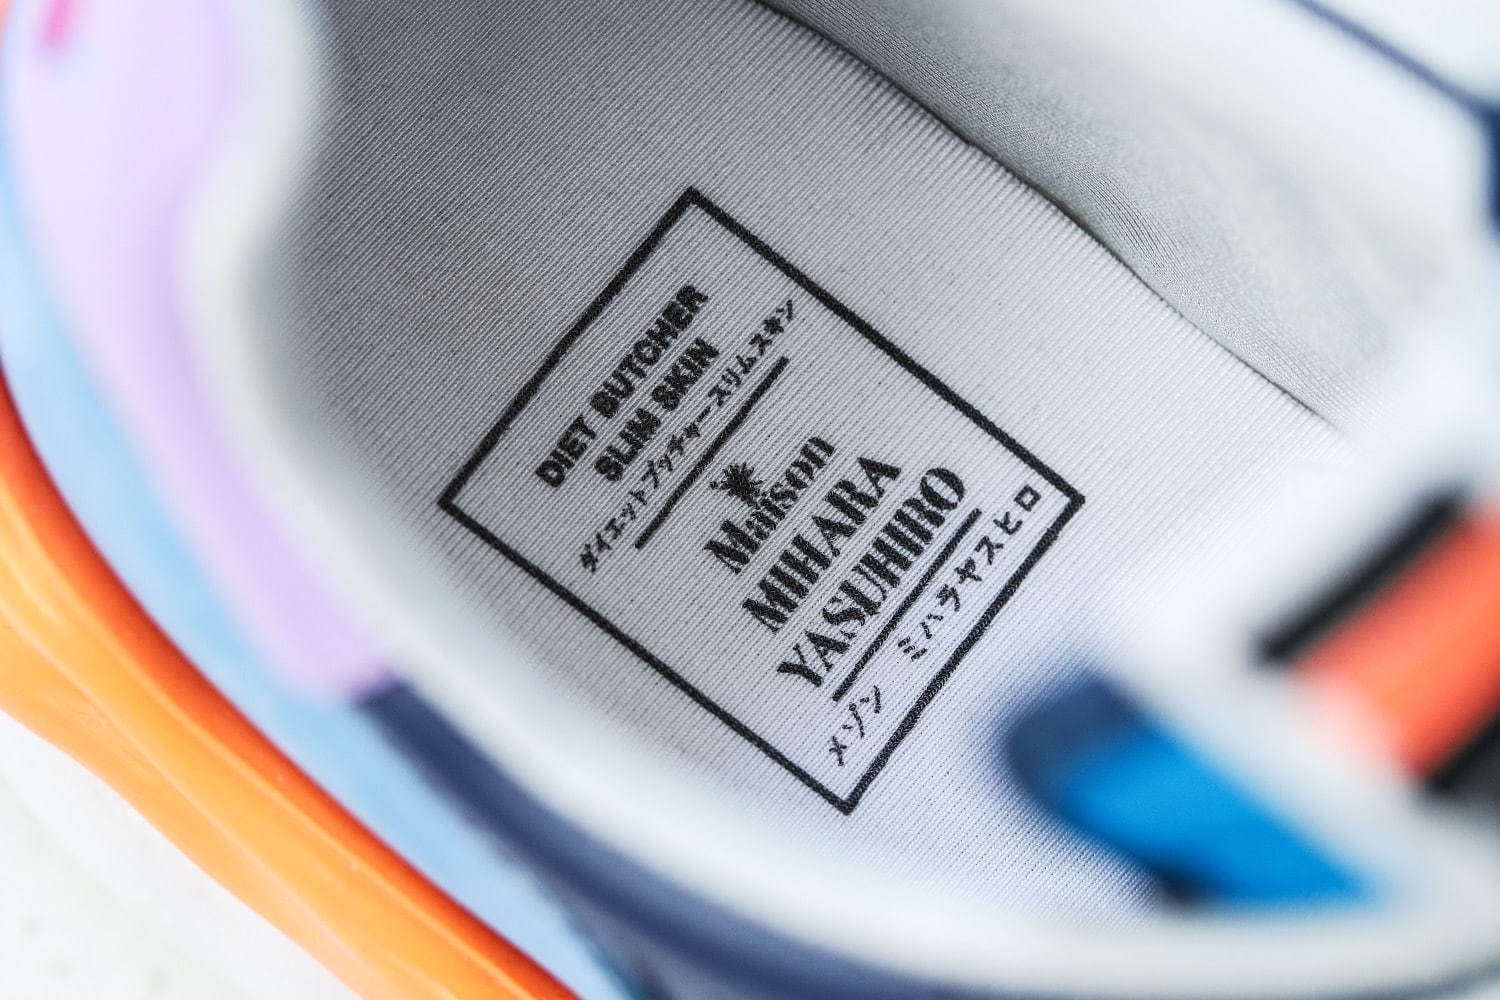 DIET BUTCHER
SLIM SKIN
ダイエットブッチャースリムスキン
Maison
MIHARA
YASUHIRO
メゾン　ミハラヤスヒロ